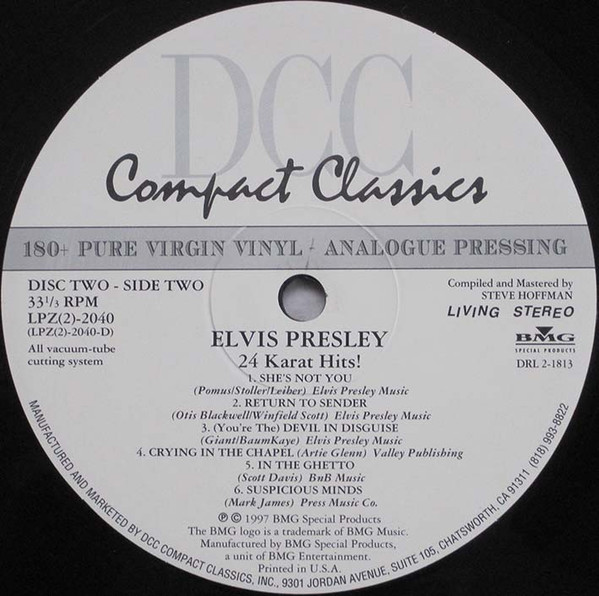 DCC
Compact Classics
180+ PURE VIRGIN VINYL - ANALOGUE PRESSING
DISC TWO - SIDE TWO
33 1/3 RPM
LPZ(2)-2040
(LPZ(2)-2040-D)
All vacuum-tube
cutting system
Compiled and Mastered by
STEVE HOFFMAN
LIVING STEREO
BMG
SPECIAL PRODUCTS
DRL 2-1813
ELVIS PRESLEY
24 Karat Hits!
1. SHE'S NOT YOU
(Pomus/Stoller/Leiber) Elvis Presley Music
2. RETURN TO SENDER
(Otis Blackwell/Winfield Scott) Elvis Presley Music
3. (You're The) DEVIL IN DISGUISE
(Giant/BaumKaye) Elvis Presley Music
4. CRYING IN THE CHAPEL (Artie Glenn) Valley Publishing
5. IN THE GHETTO
(Scott Davis) BnB Music
6. SUSPICIOUS MINDS
(Mark James) Press Music Co.
℗ © 1997 BMG Special Products
The BMG logo is a trademark of BMG Music.
Manufactured by BMG Special Products,
a unit of BMG Entertainment.
Printed in U.S.A.
MANUFACTURED AND MARKETED BY DCC COMPACT CLASSICS, INC., 9301 JORDAN AVENUE, SUITE 105, CHATSWORTH, CA 91311 (818) 993-8822